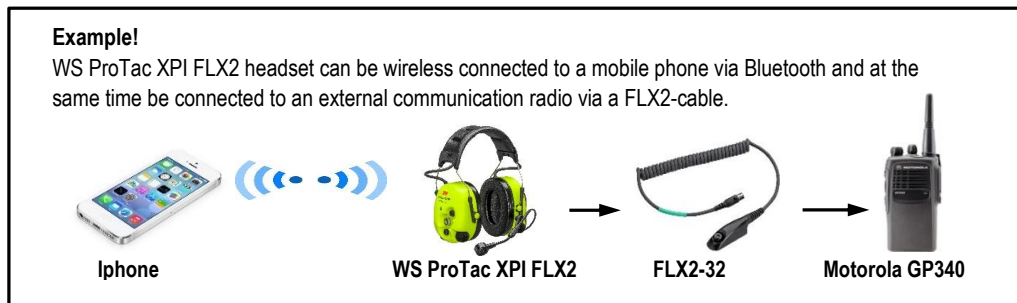 Example!
WS ProTac XPI FLX2 headset can be wireless connected to a mobile phone via Bluetooth and at the
same time be connected to an external communication radio via a FLX2-cable.
Iphone
WS ProTac XPI FLX2
FLX2-32
Motorola GP340